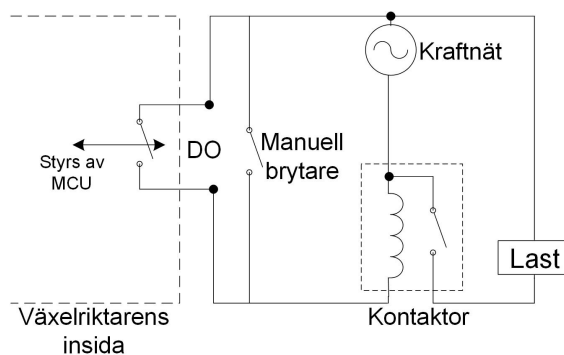 Kraftnät
DO
Manuell
brytare
Styrs av
MCU
Last
Växelriktarens
insida
Kontaktor